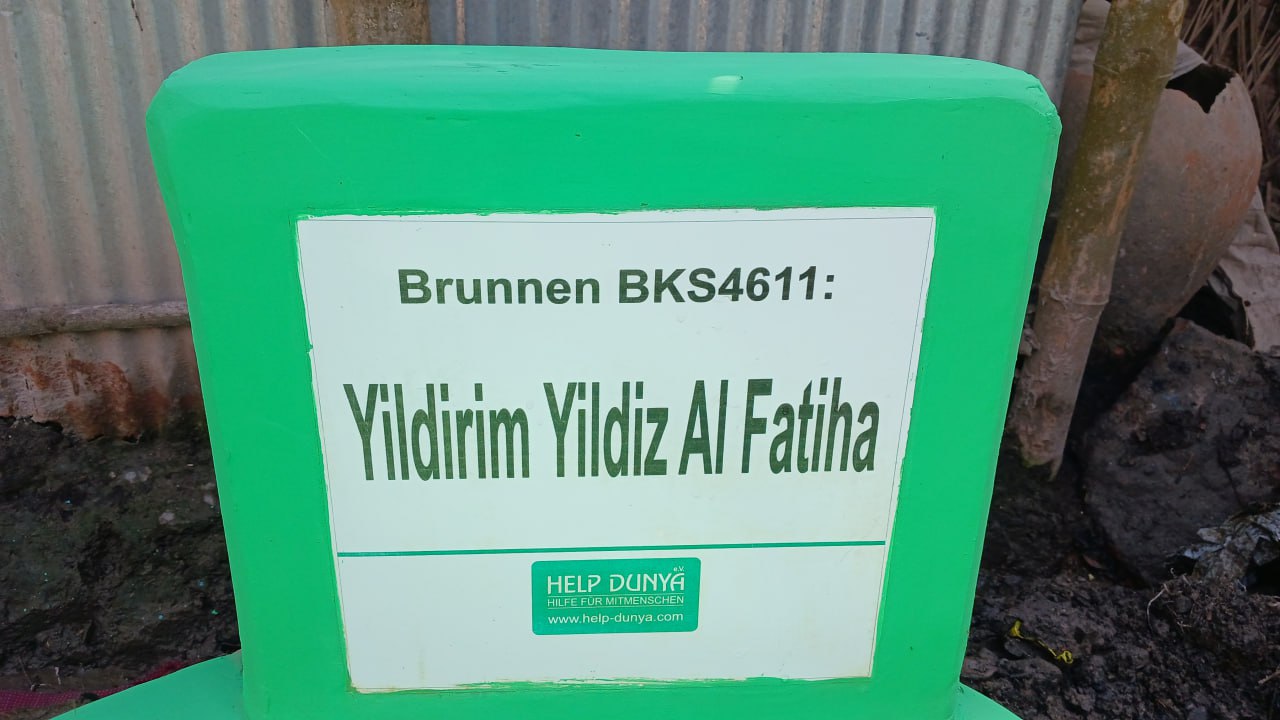 Brunnen BKS4611:
Yildirim Yildiz Al Fatiha
HELP DUNYA e.V.
HILFE FÜR MITMENSCHEN
www.help-dunya.com